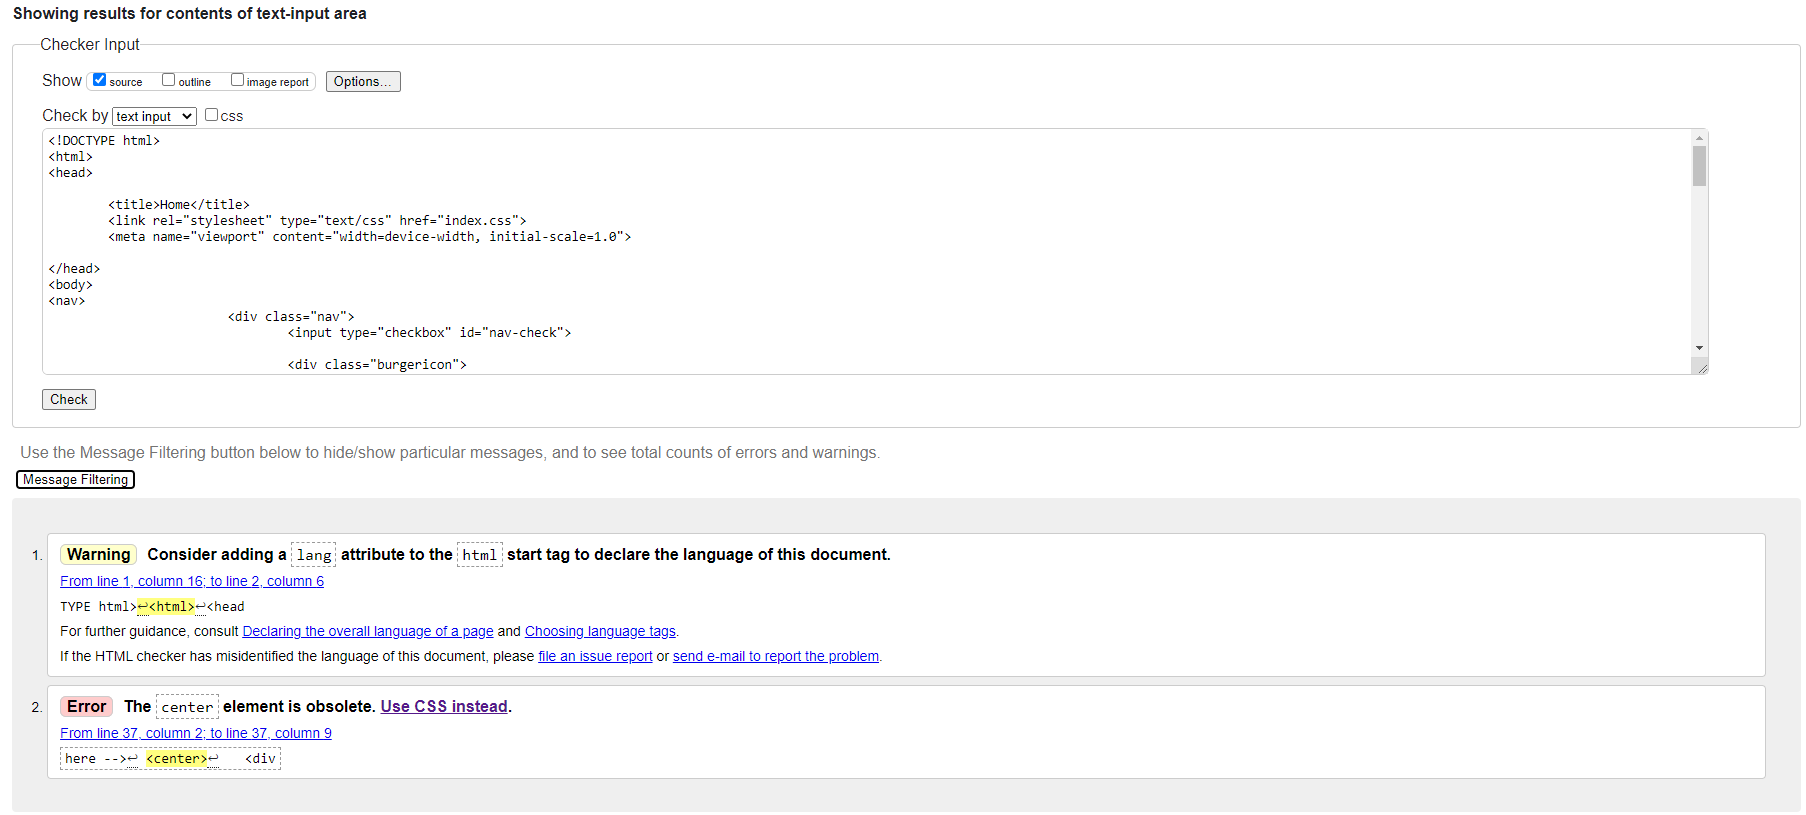 Showing results for contents of text-input area
Checker Input
Show source outline image report Options...
Check by text input css
<!DOCTYPE html>
<html>
<head>
<title>Home</title>
<link rel="stylesheet" type="text/css" href="index.css">
<meta name="viewport" content="width=device-width, initial-scale=1.0">
</head>
<body>
<nav>
<div class="nav">
<input type="checkbox" id="nav-check">
<div class="burgericon">
Check
Use the Message Filtering button below to hide/show particular messages, and to see total counts of errors and warnings.
Message Filtering
1. Warning Consider adding a lang attribute to the html start tag to declare the language of this document.
From line 1, column 16; to line 2, column 6
TYPE html>↩<html>↩<head
For further guidance, consult Declaring the overall language of a page and Choosing language tags.
If the HTML checker has misidentified the language of this document, please file an issue report or send e-mail to report the problem.
2. Error The center element is obsolete. Use CSS instead.
From line 37, column 2; to line 37, column 9
here -->↩ <center>↩ <div